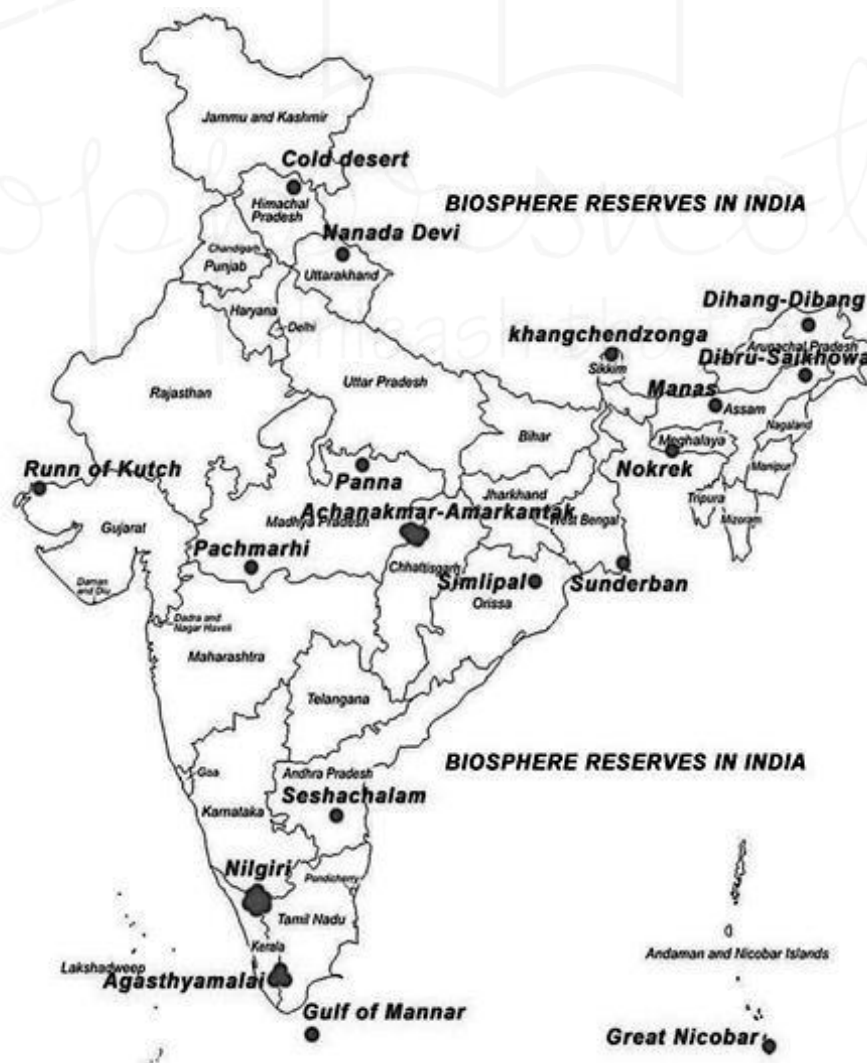 Jammu and Kashmir
Cold desert
Himachal
Pradesh
BIOSPHERE RESERVES IN INDIA
Nanada Devi
Chandigarh
Punjab
Uttarakhand
Haryana
Delhi
Dihang-Dibang
khangchendzonga
Arunachal Pradesh
Dibru-Saikhowa
Sikkim
Manas
Assam
Rajasthan
Uttar Pradesh
Nagaland
Bihar
Meghalaya
Manipur
Nokrek
Runn of Kutch
Panna
Jharkhand
Tripura
Mizoram
Achanakmar-Amarkantak
Madhya Pradesh
West Bengal
Gujarat
Pachmarhi
Chhattisgarh
Simlipal
Sunderban
Orissa
Daman
and Diu
Dadra and
Nagar Haveli
Maharashtra
Telangana
BIOSPHERE RESERVES IN INDIA
Goa
Andhra Pradesh
Seshachalam
Karnataka
Nilgiri
Pondicherry
Tamil Nadu
Kerala
Andaman and Nicobar Islands
Lakshadweep
Agasthyamalai
Gulf of Mannar
Great Nicobar